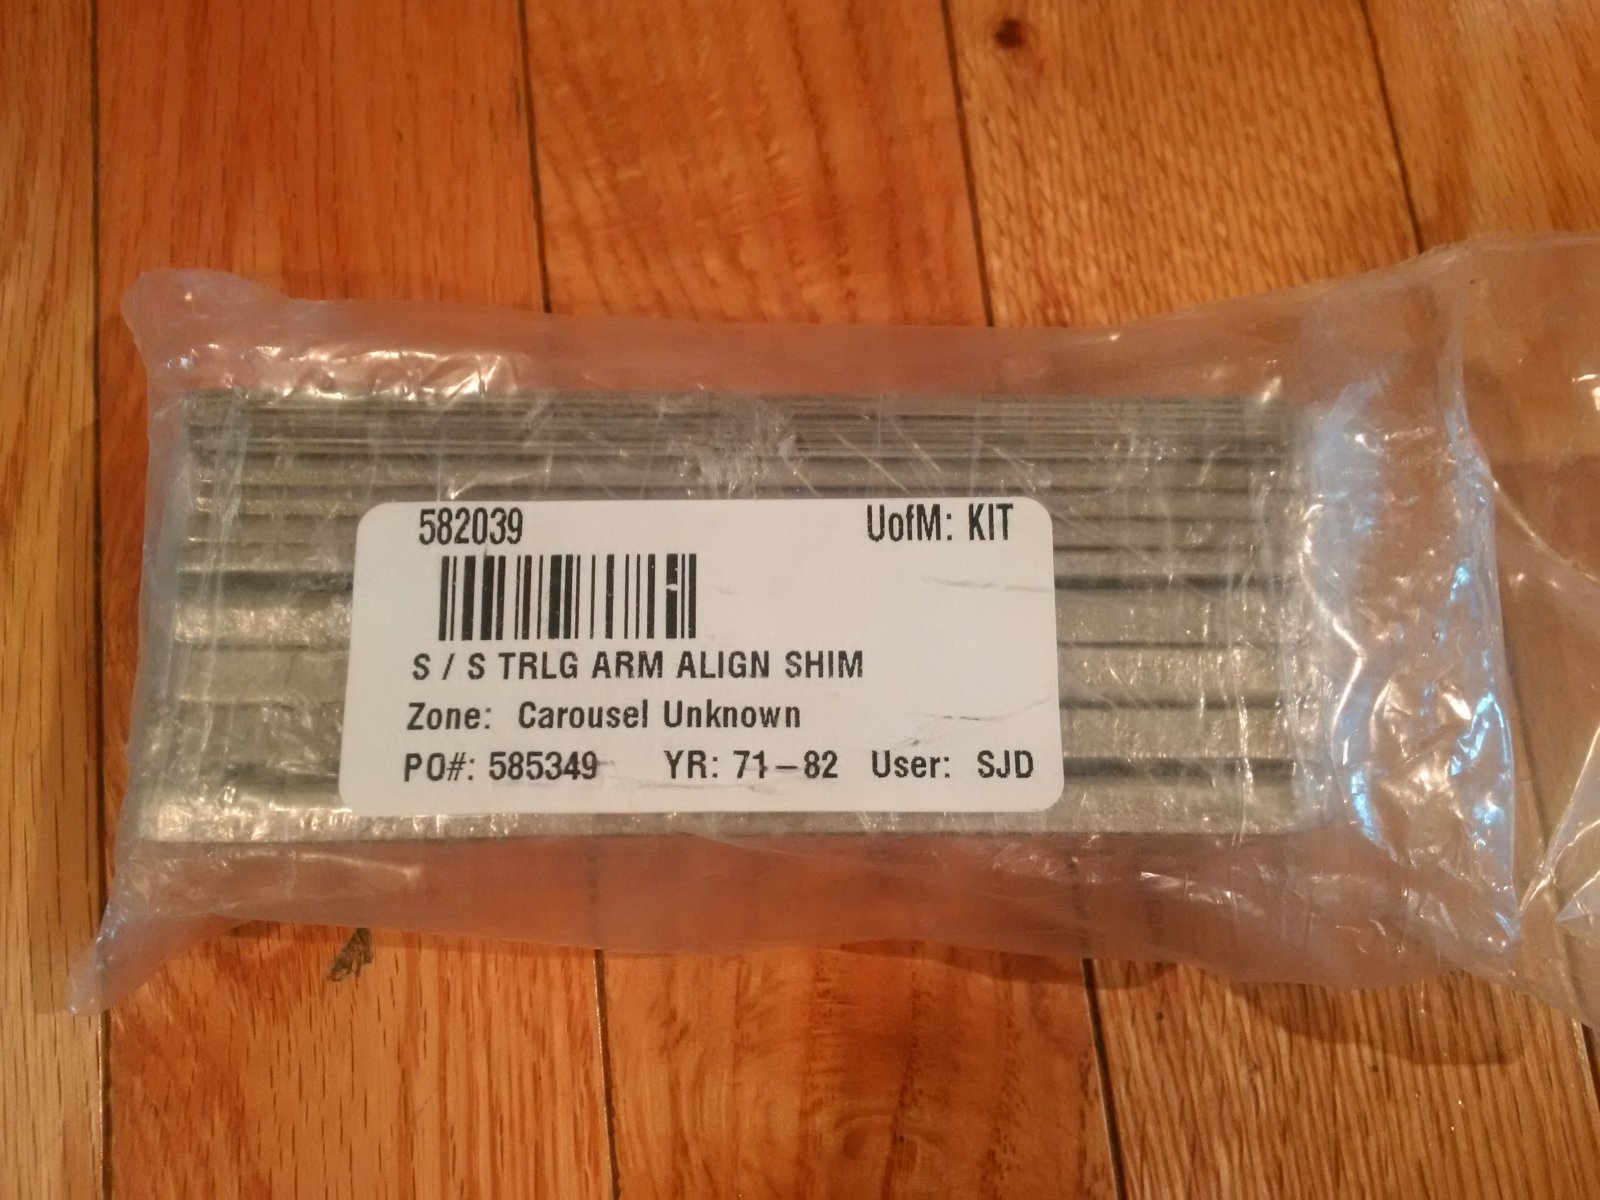 582039 UofM: KIT
S / S TRLG ARM ALIGN SHIM
Zone: Carousel Unknown
PO#: 585349 YR: 71-82 User: SJD